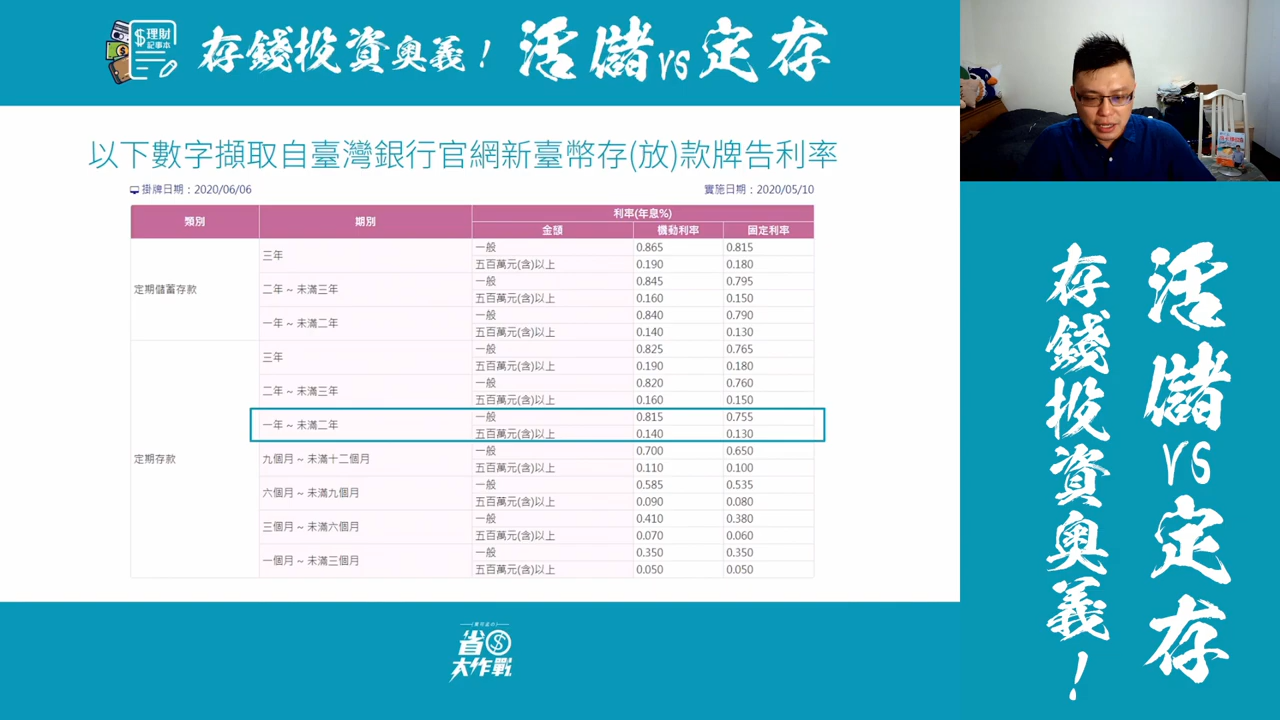 理財
記事本
存錢投資奧義！活儲vs定存
以下數字擷取自臺灣銀行官網新臺幣存(放)款牌告利率
掛牌日期：2020/06/06
實施日期：2020/05/10
類別 期別 利率(年息%)
金額 機動利率 固定利率
定期儲蓄存款
三年 一般 0.865 0.815
五百萬元(含)以上 0.190 0.180
二年 ~ 未滿三年 一般 0.845 0.795
五百萬元(含)以上 0.160 0.150
一年 ~ 未滿二年 一般 0.840 0.790
五百萬元(含)以上 0.140 0.130
定期存款
三年 一般 0.825 0.765
五百萬元(含)以上 0.190 0.180
二年 ~ 未滿三年 一般 0.820 0.760
五百萬元(含)以上 0.160 0.150
一年 ~ 未滿二年 一般 0.815 0.755
五百萬元(含)以上 0.140 0.130
九個月 ~ 未滿十二個月 一般 0.700 0.650
五百萬元(含)以上 0.110 0.100
六個月 ~ 未滿九個月 一般 0.585 0.535
五百萬元(含)以上 0.090 0.080
三個月 ~ 未滿六個月 一般 0.410 0.380
五百萬元(含)以上 0.070 0.060
一個月 ~ 未滿三個月 一般 0.350 0.350
五百萬元(含)以上 0.050 0.050
省
大作戰
活儲vs定存
存錢投資奧義！